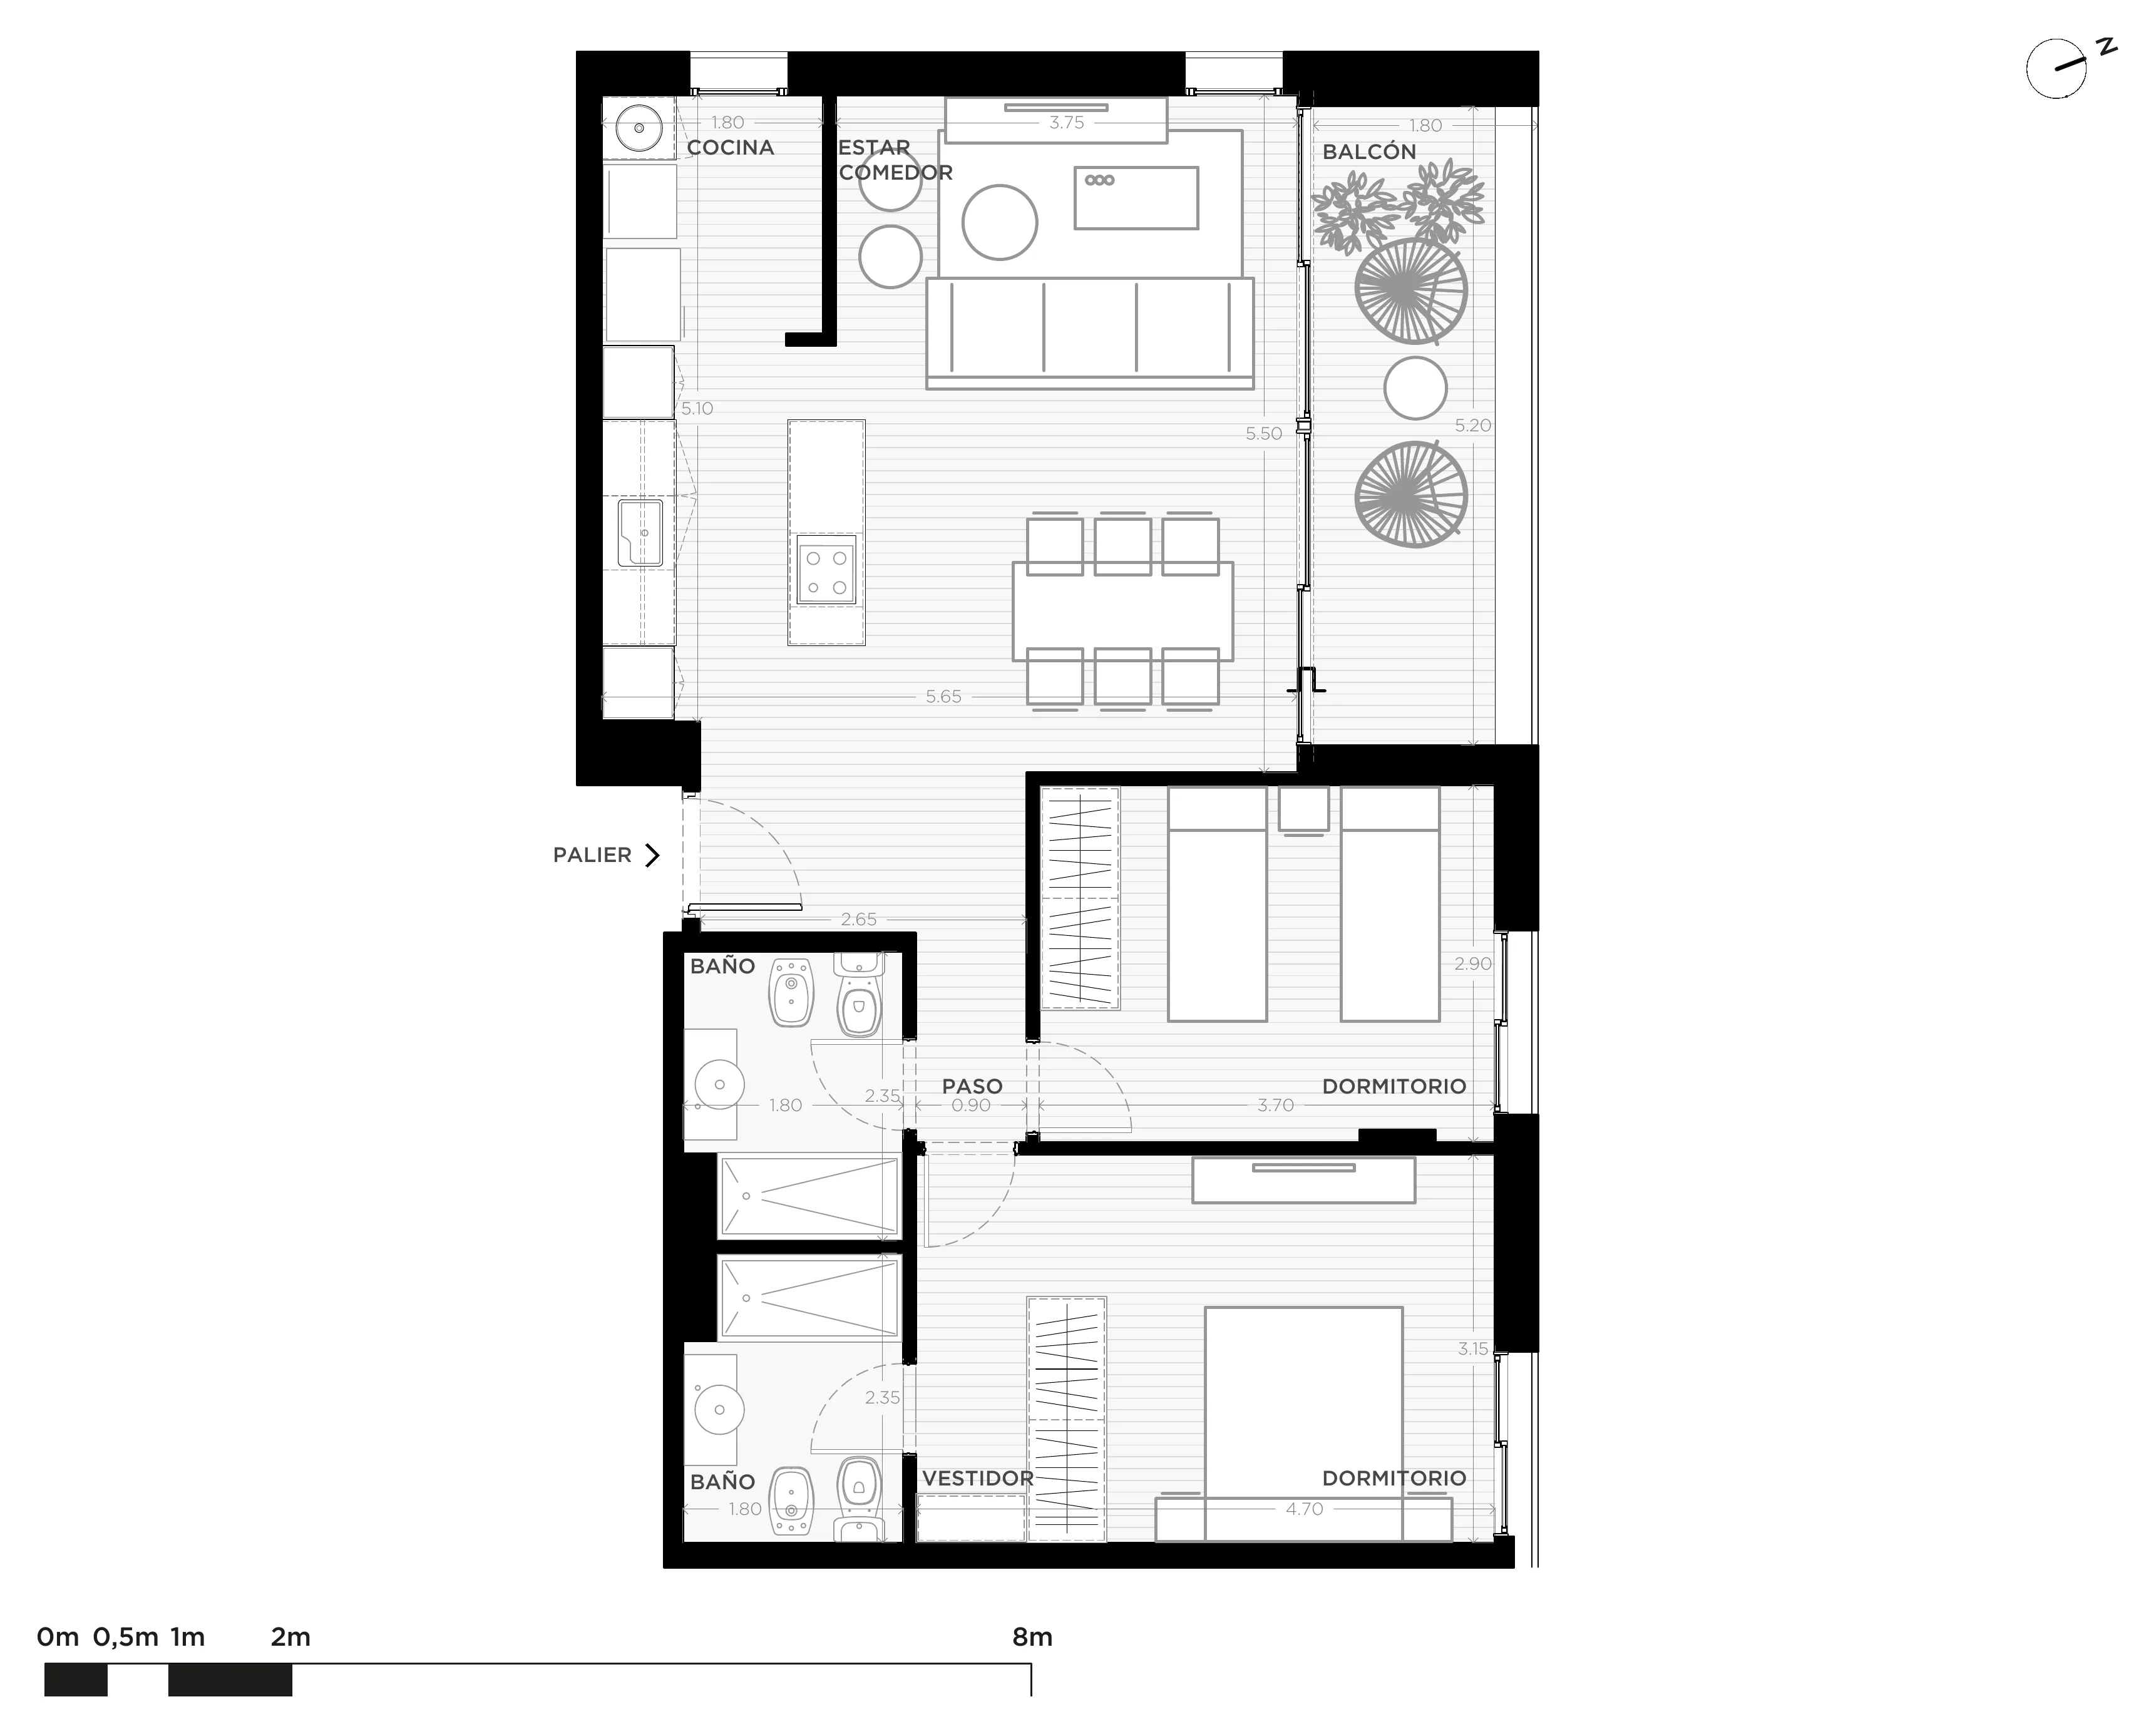 N
1.80
3.75
1.80
COCINA
ESTAR
COMEDOR
BALCÓN
5.10
5.50
5.20
5.65
PALIER
2.65
BAÑO
2.90
2.35
PASO
DORMITORIO
1.80
0.90
3.70
3.15
2.35
BAÑO
VESTIDOR
DORMITORIO
1.80
4.70
0m 0,5m 1m 2m 8m